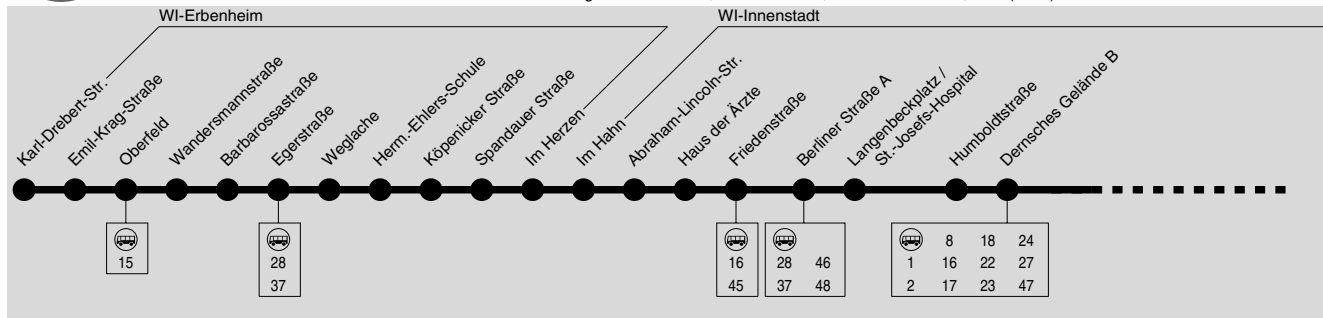 WI-Erbenheim
WI-Innenstadt
Karl-Drebert-Str.
Emil-Krag-Straße
Oberfeld
Wandersmannstraße
Barbarossastraße
Egerstraße
Weglache
Herm.-Ehlers-Schule
Köpenicker Straße
Spandauer Straße
Im Herzen
Im Hahn
Abraham-Lincoln-Str.
Haus der Ärzte
Friedenstraße
Berliner Straße A
Langenbeckplatz /
St.-Josefs-Hospital
Humboldtstraße
Dernsches Gelände B
15
28
37
16
45
28 46
37 48
8 18 24
1 16 22 27
2 17 23 47